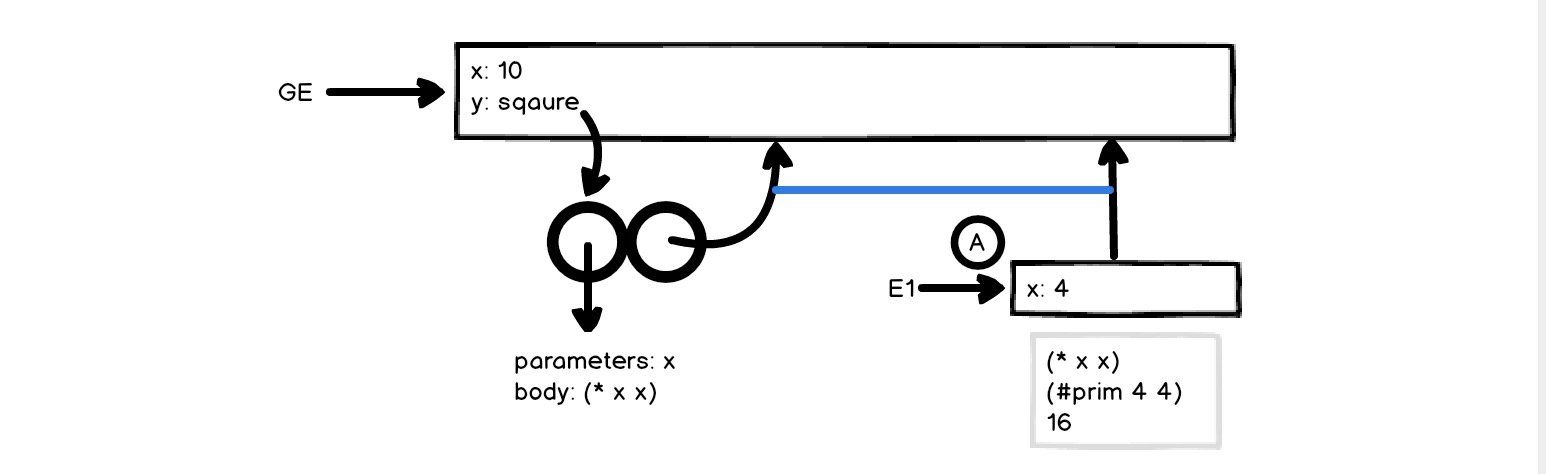 GE
x: 10
y: sqaure
A
E1
x: 4
parameters: x
body: (* x x)
(* x x)
(#prim 4 4)
16